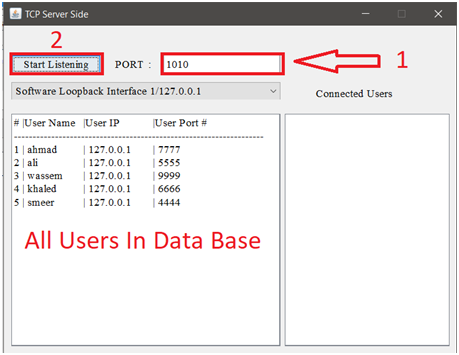 TCP Server Side
2
Start Listening PORT : 1010 1
Software Loopback Interface 1/127.0.0.1
Connected Users
# |User Name |User IP |User Port #
--------------------------------------------------------------
1 | ahmad | 127.0.0.1 | 7777
2 | ali | 127.0.0.1 | 5555
3 | wassem | 127.0.0.1 | 9999
4 | khaled | 127.0.0.1 | 6666
5 | smeer | 127.0.0.1 | 4444
All Users In Data Base